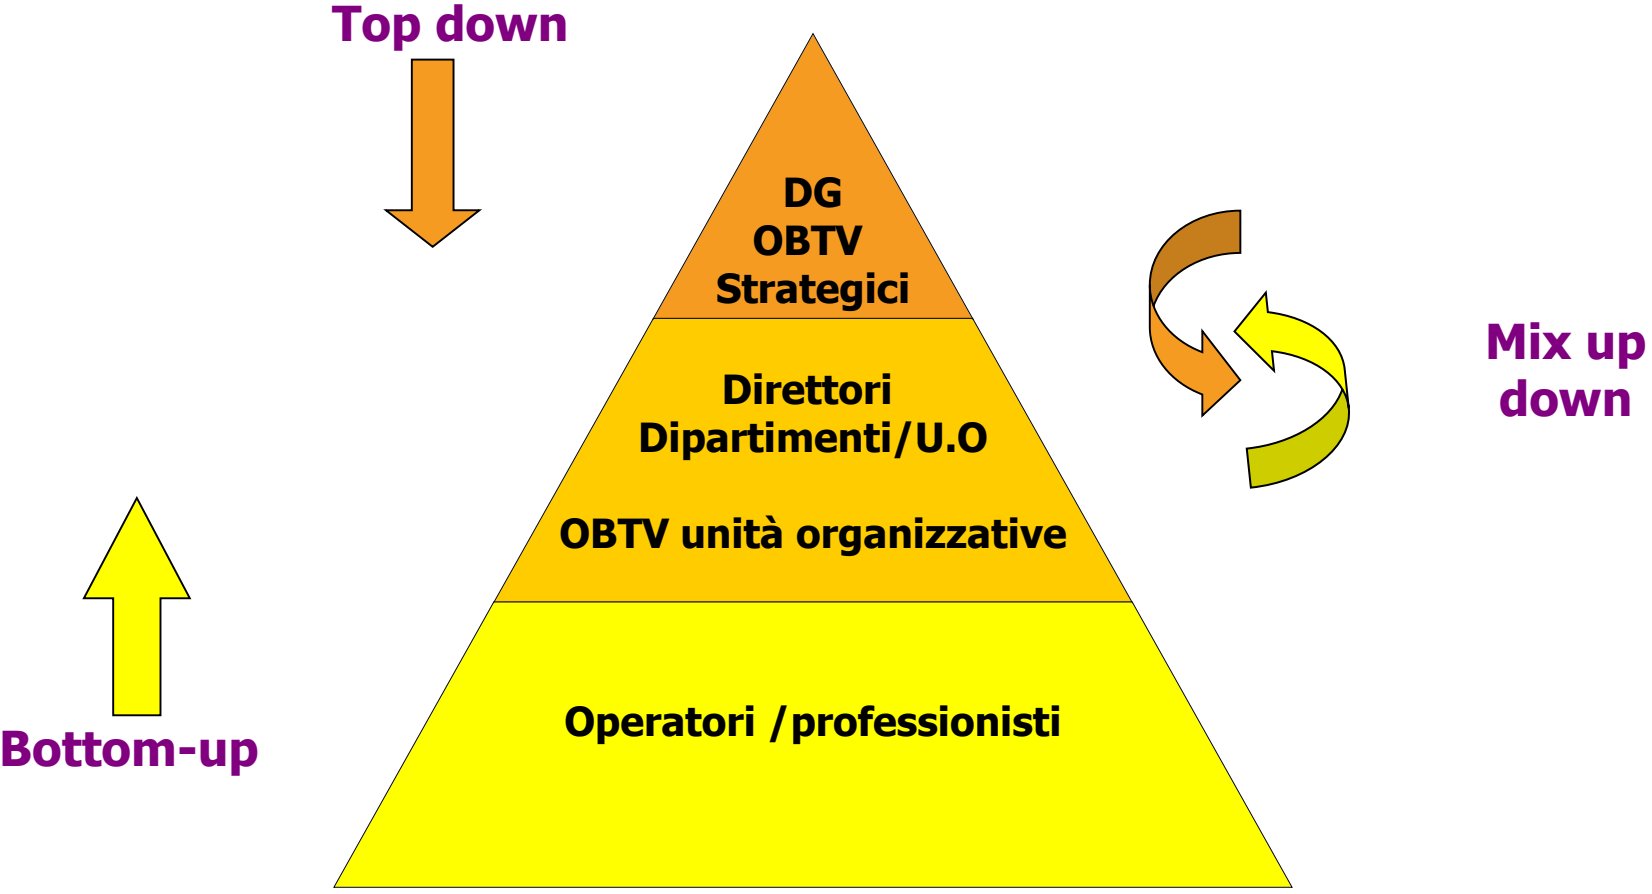 Top down
DG
OBTV
Strategici
Direttori
Dipartimenti/U.O
OBTV unità organizzative
Operatori /professionisti
Bottom-up
Mix up
down